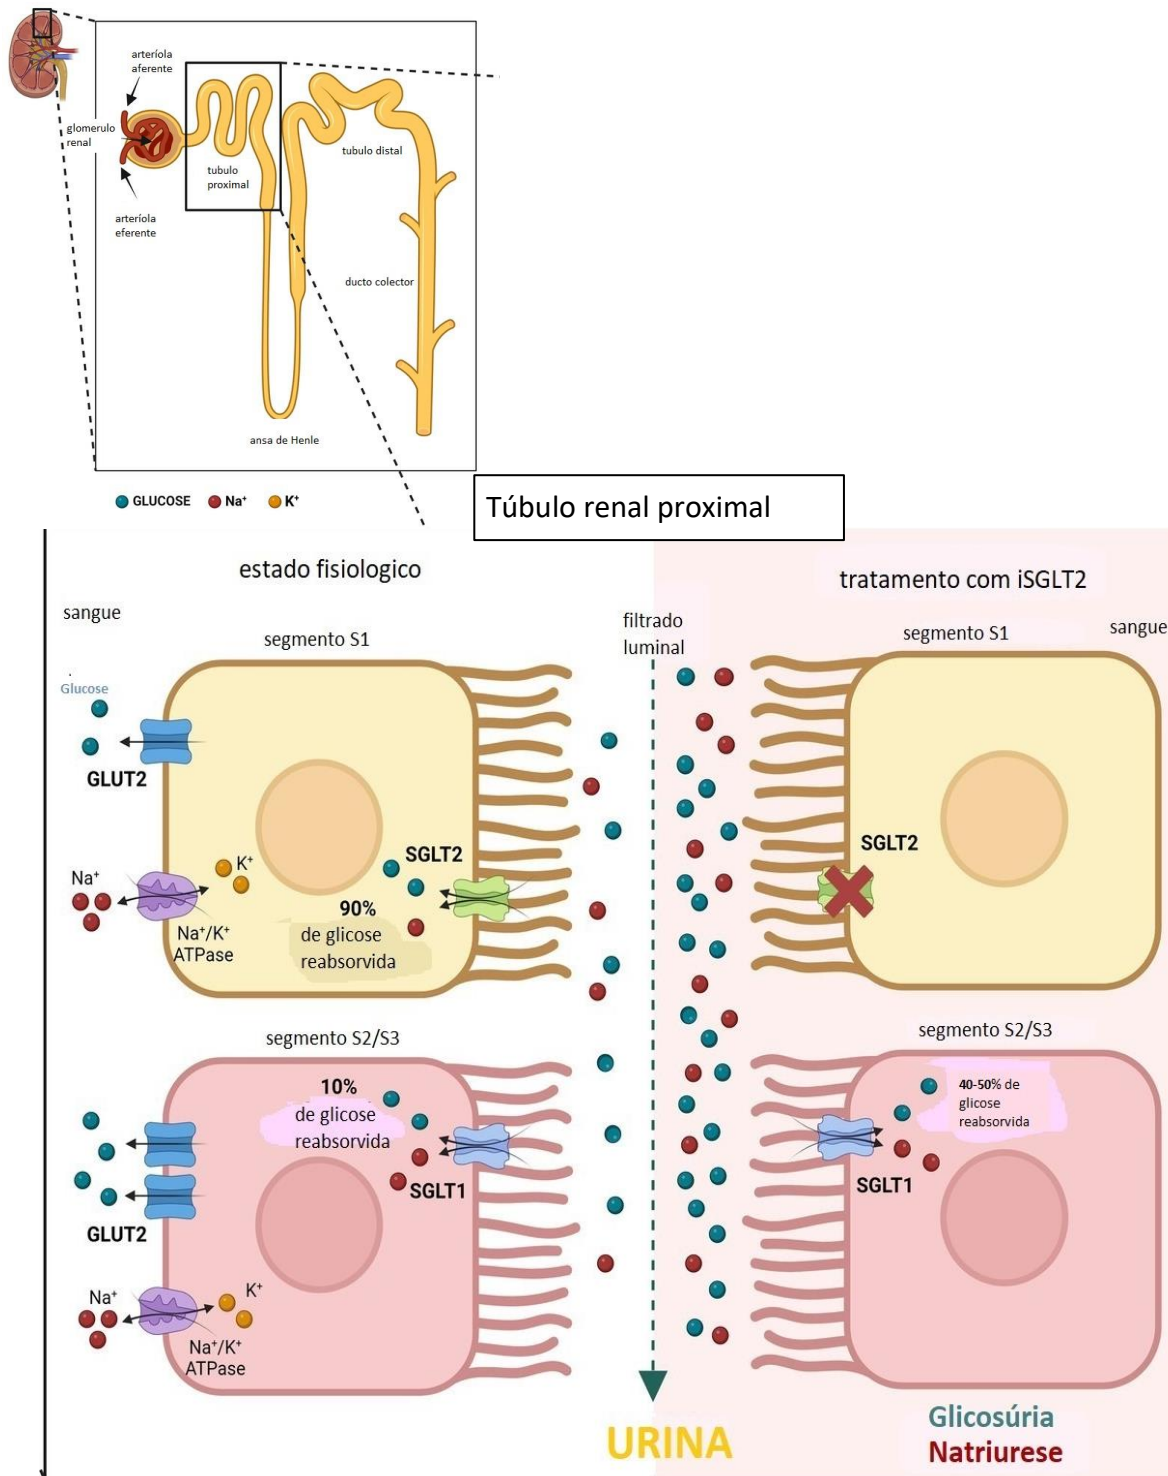 arteríola
aferente
glomerulo
renal
arteríola
eferente
tubulo
proximal
tubulo distal
ducto colector
ansa de Henle
GLUCOSE Na⁺ K⁺
Túbulo renal proximal
estado fisiologico
sangue
segmento S1
Glucose
GLUT2
Na⁺
K⁺
Na⁺/K⁺
ATPase
SGLT2
90%
de glicose
reabsorvida
segmento S2/S3
10%
de glicose
reabsorvida
SGLT1
GLUT2
Na⁺
K⁺
Na⁺/K⁺
ATPase
filtrado
luminal
tratamento com iSGLT2
segmento S1
sangue
SGLT2
segmento S2/S3
40-50% de
glicose
reabsorvida
SGLT1
URINA
Glicosúria
Natriurese